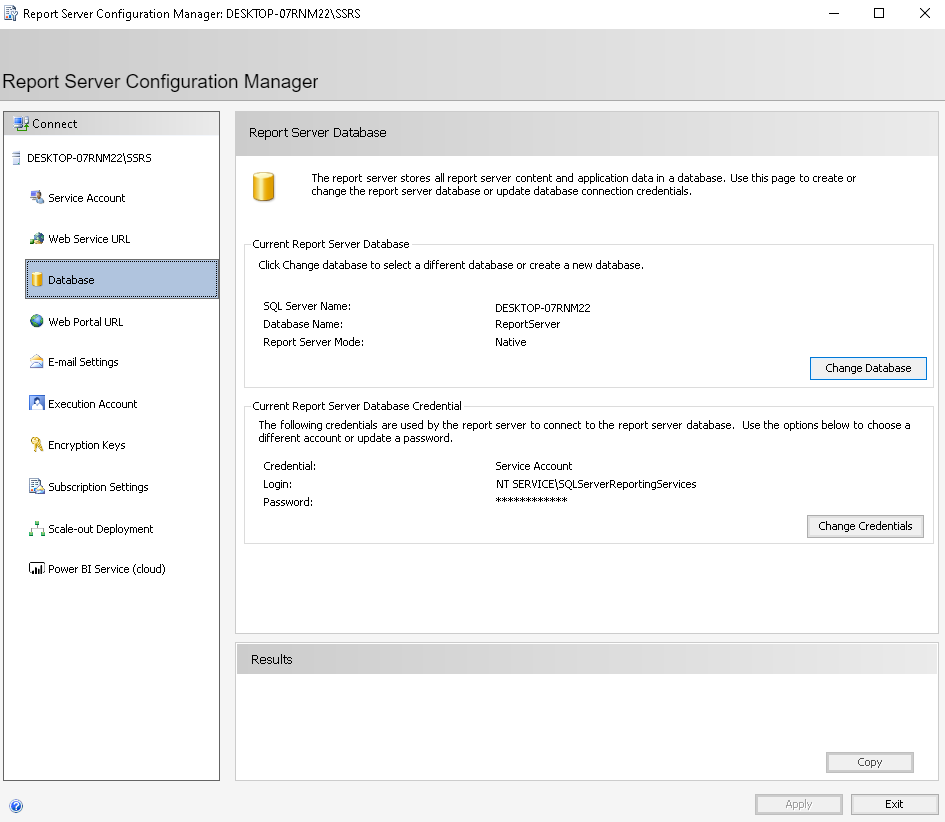 Report Server Configuration Manager: DESKTOP-07RNM22\SSRS
Report Server Configuration Manager
Connect
DESKTOP-07RNM22\SSRS
Service Account
Web Service URL
Database
Web Portal URL
E-mail Settings
Execution Account
Encryption Keys
Subscription Settings
Scale-out Deployment
Power BI Service (cloud)
Report Server Database
The report server stores all report server content and application data in a database. Use this page to create or
change the report server database or update database connection credentials.
Current Report Server Database
Click Change database to select a different database or create a new database.
SQL Server Name: DESKTOP-07RNM22
Database Name: ReportServer
Report Server Mode: Native
Change Database
Current Report Server Database Credential
The following credentials are used by the report server to connect to the report server database.  Use the options below to choose a
different account or update a password.
Credential: Service Account
Login: NT SERVICE\SQLServerReportingServices
Password: ************
Change Credentials
Results
Copy
Apply
Exit